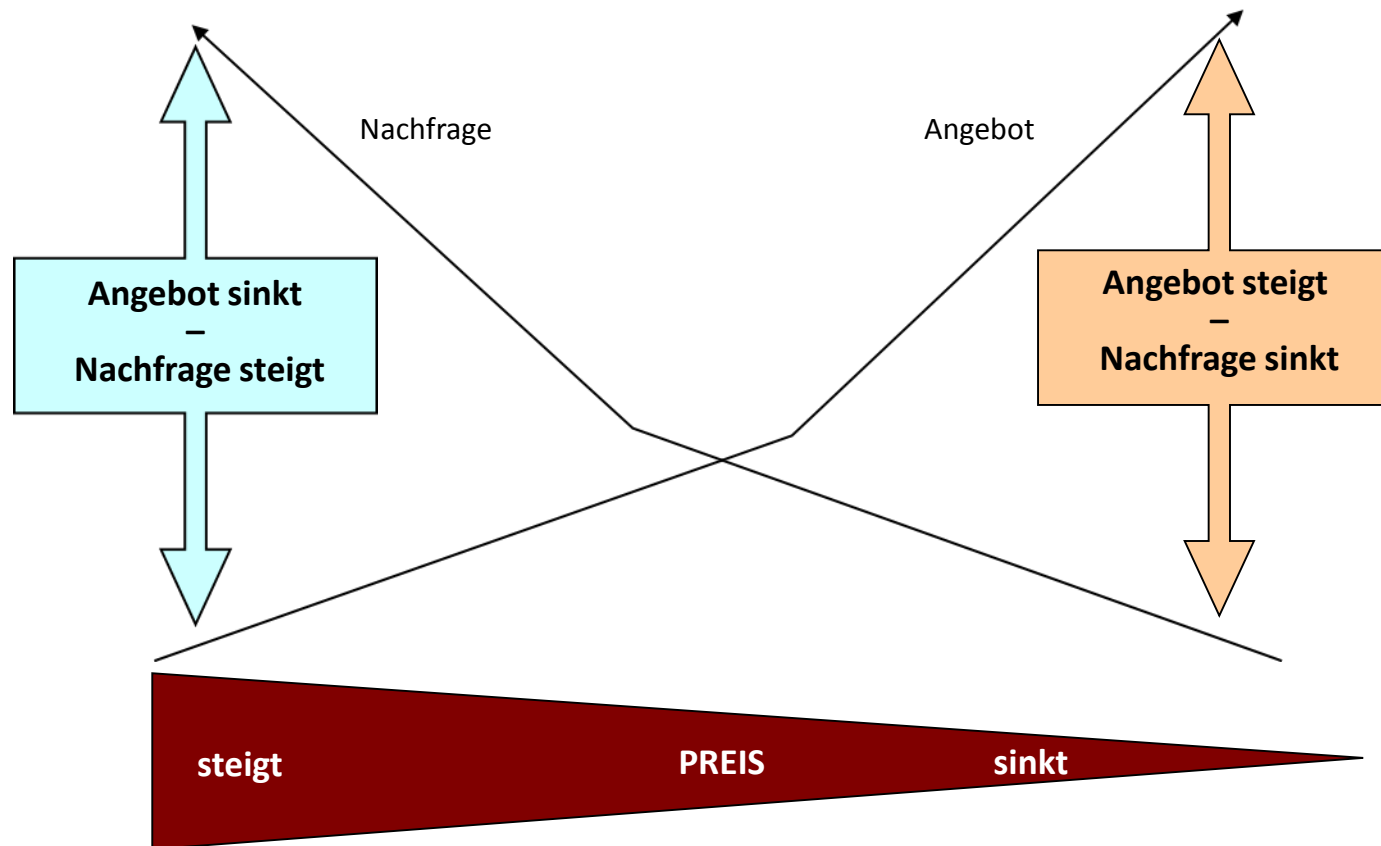 Nachfrage
Angebot
Angebot sinkt
–
Nachfrage steigt
Angebot steigt
–
Nachfrage sinkt
steigt
PREIS
sinkt